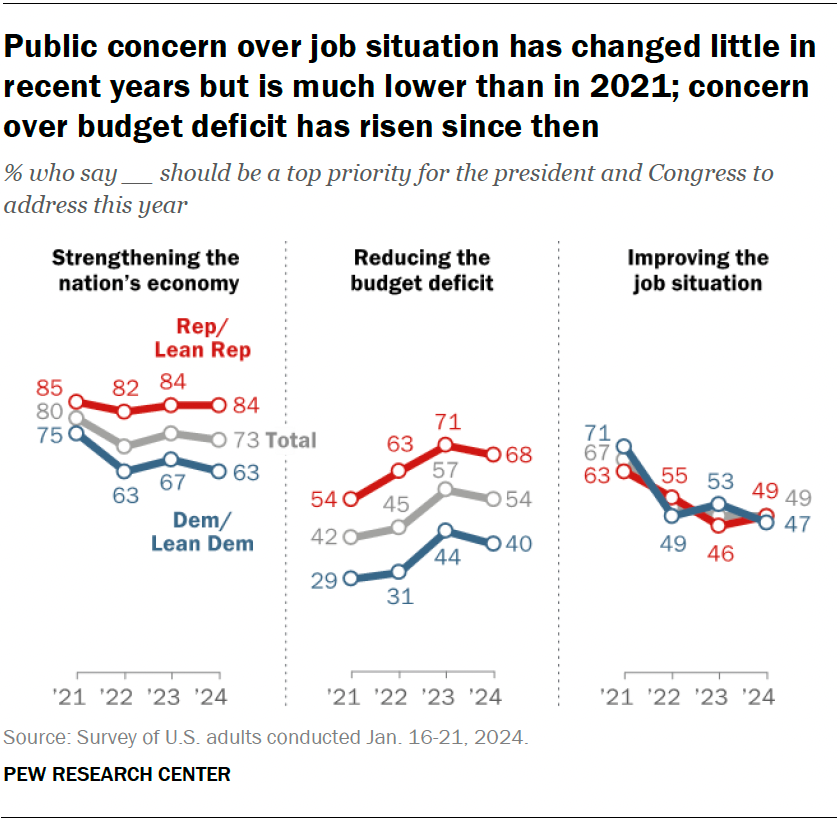 Public concern over job situation has changed little in
recent years but is much lower than in 2021; concern
over budget deficit has risen since then
% who say __ should be a top priority for the president and Congress to
address this year
Strengthening the
nation's economy
Rep/
Lean Rep
85
82
84
84
80
73 Total
75
63
67
63
Dem/
Lean Dem
'21 '22 '23 '24
Reducing the
budget deficit
54
63
71
68
42
45
57
54
29
31
44
40
'21 '22 '23 '24
Improving the
job situation
71
67
63
55
53
49
49
49
46
47
'21 '22 '23 '24
Source: Survey of U.S. adults conducted Jan. 16-21, 2024.
PEW RESEARCH CENTER